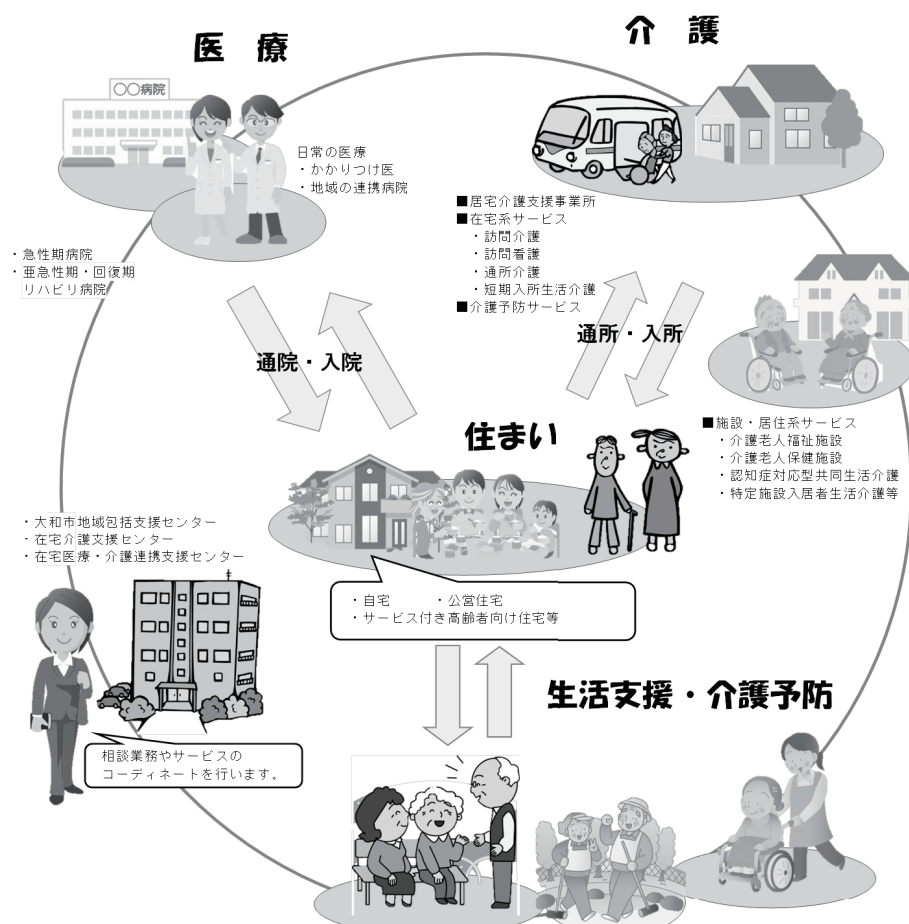 医療
介護
〇〇病院
日常の医療
・かかりつけ医
・地域の連携病院
・急性期病院
・亜急性期・回復期
リハビリ病院
■居宅介護支援事業所
■在宅系サービス
・訪問介護
・訪問看護
・通所介護
・短期入所生活介護
■介護予防サービス
通院・入院
通所・入所
住まい
■施設・居住系サービス
・介護老人福祉施設
・介護老人保健施設
・認知症対応型共同生活介護
・特定施設入居者生活介護等
・大和市地域包括支援センター
・在宅介護支援センター
・在宅医療・介護連携支援センター
・自宅 ・公営住宅
・サービス付き高齢者向け住宅等
生活支援・介護予防
相談業務やサービスの
コーディネートを行います。